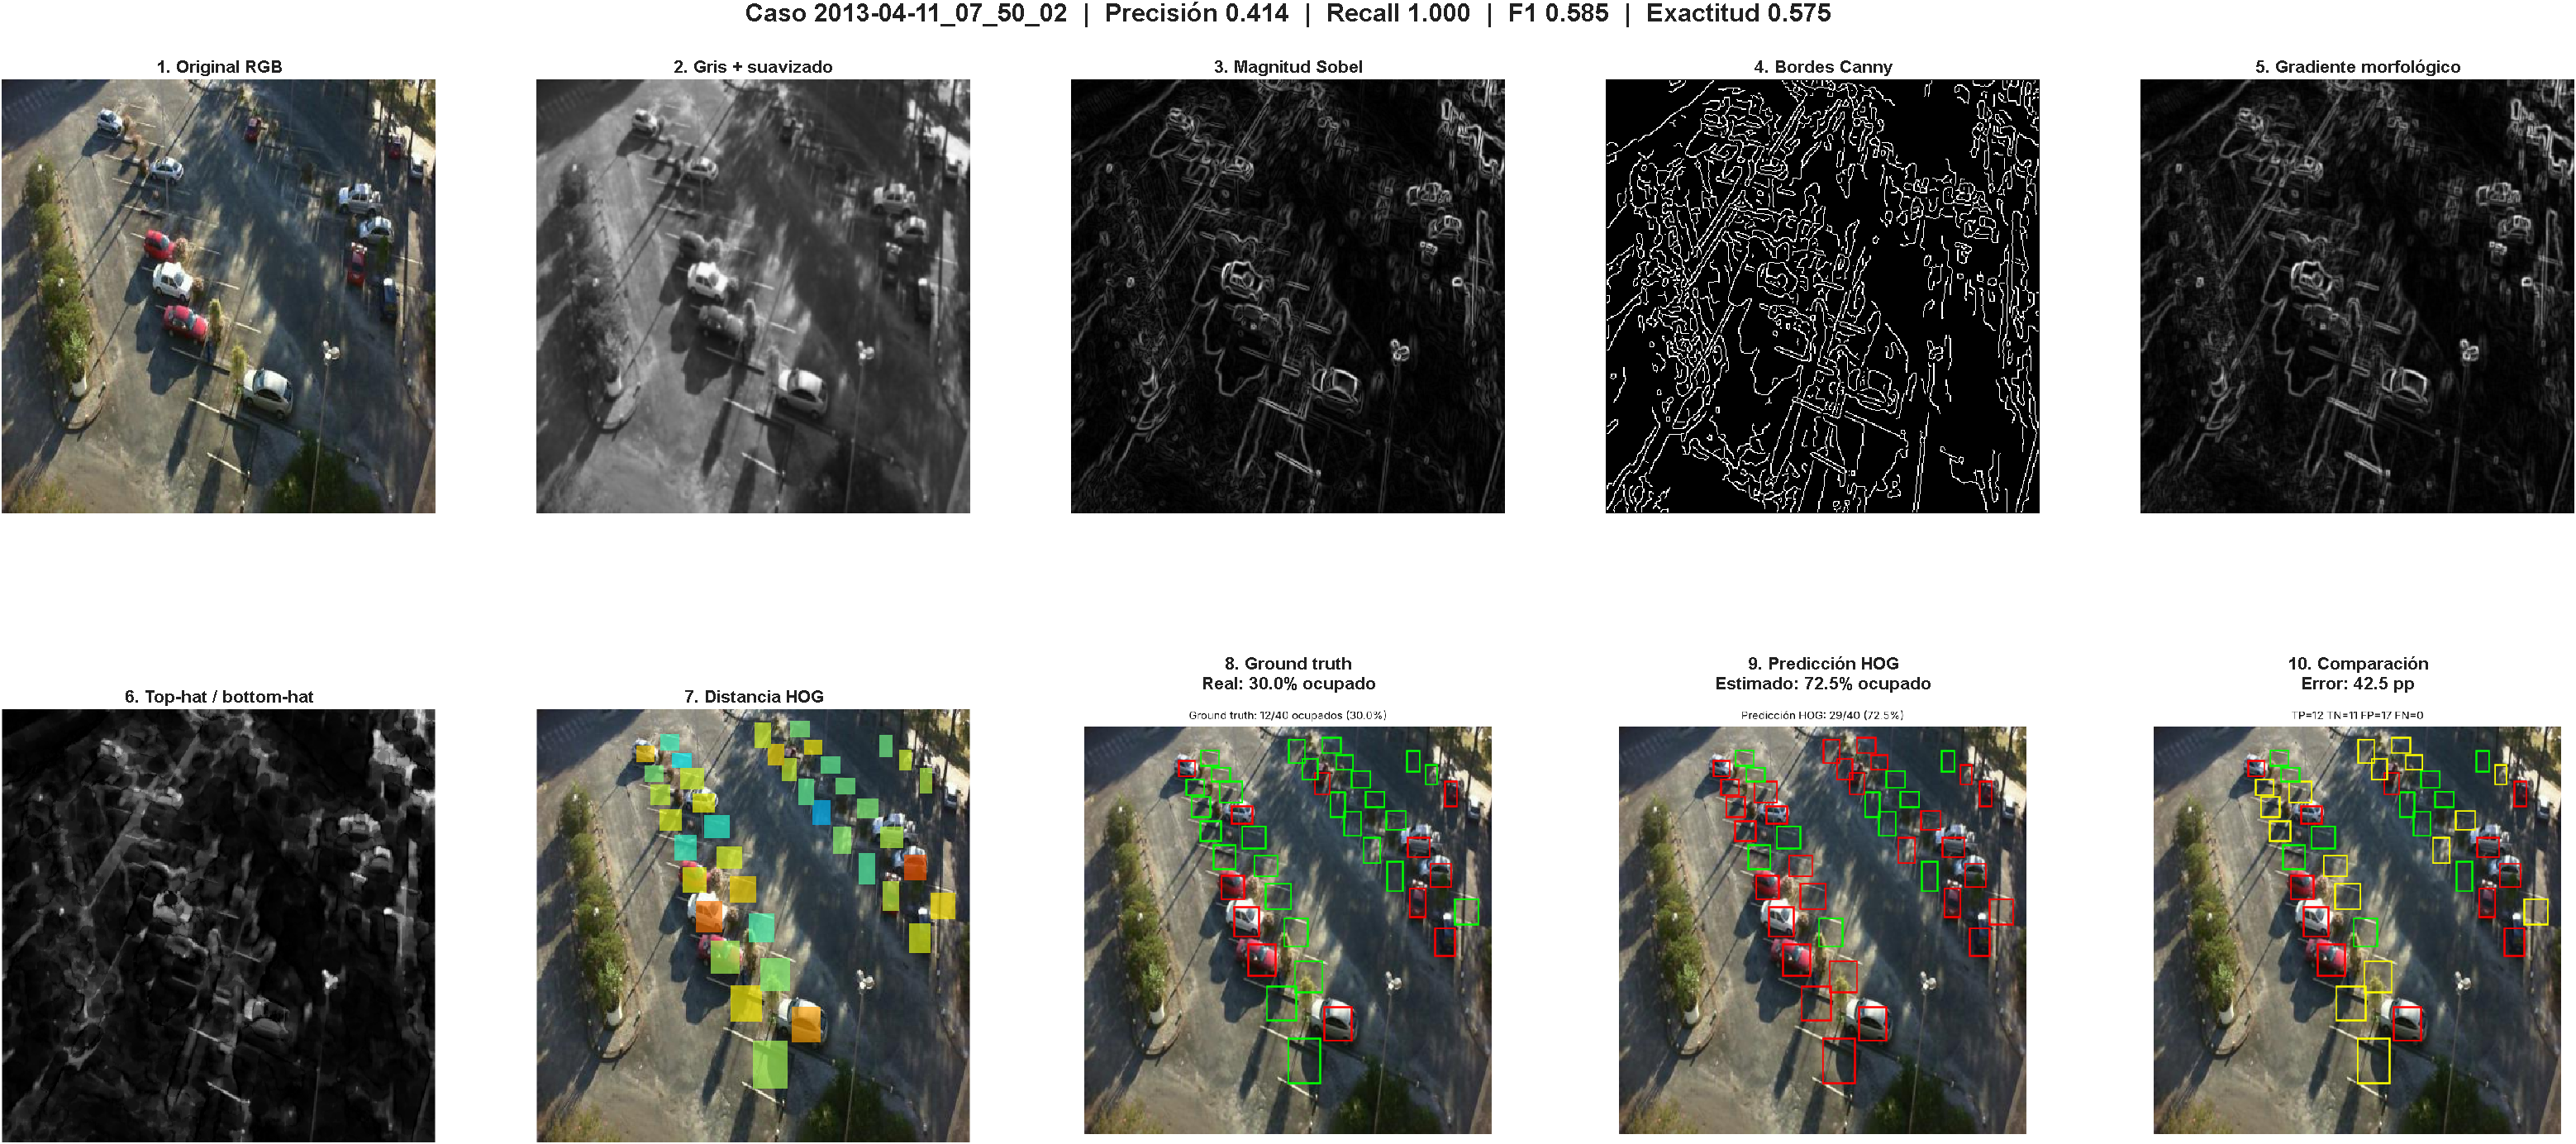 Caso 2013-04-11_07_50_02 | Precisión 0.414 | Recall 1.000 | F1 0.585 | Exactitud 0.575
1. Original RGB
2. Gris + suavizado
3. Magnitud Sobel
4. Bordes Canny
5. Gradiente morfológico
6. Top-hat / bottom-hat
7. Distancia HOG
8. Ground truth
Real: 30.0% ocupado
Ground truth: 12/40 ocupados (30.0%)
9. Predicción HOG
Estimado: 72.5% ocupado
Predicción HOG: 29/40 (72.5%)
10. Comparación
Error: 42.5 pp
TP=12 TN=11 FP=17 FN=0